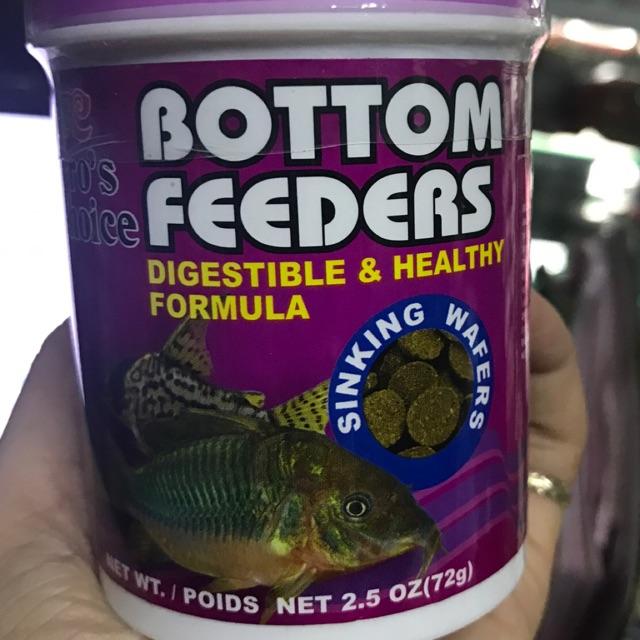 BOTTOM
FEEDERS
DIGESTIBLE & HEALTHY
FORMULA
SINKING WAFERS
NET WT. / POIDS NET 2.5 OZ(72g)